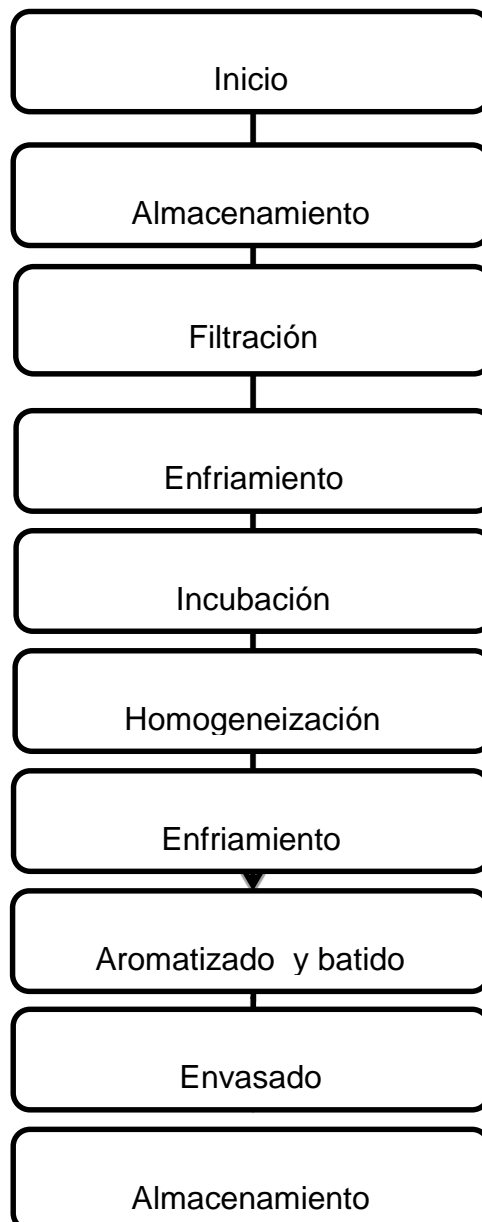 Inicio
Almacenamiento
Filtración
Enfriamiento
Incubación
Homogeneización
Enfriamiento
Aromatizado y batido
Envasado
Almacenamiento